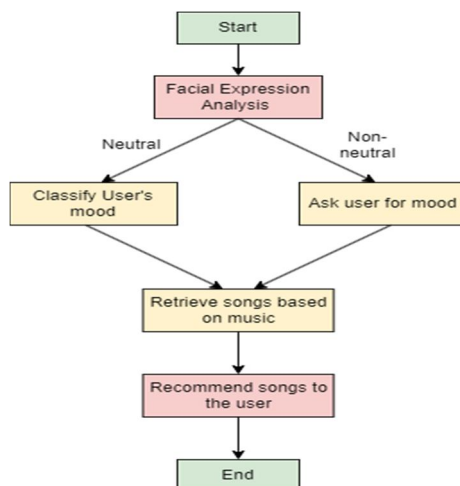 Start
Facial Expression
Analysis
Neutral
Non-
neutral
Classify User's
mood
Ask user for mood
Retrieve songs based
on music
Recommend songs to
the user
End